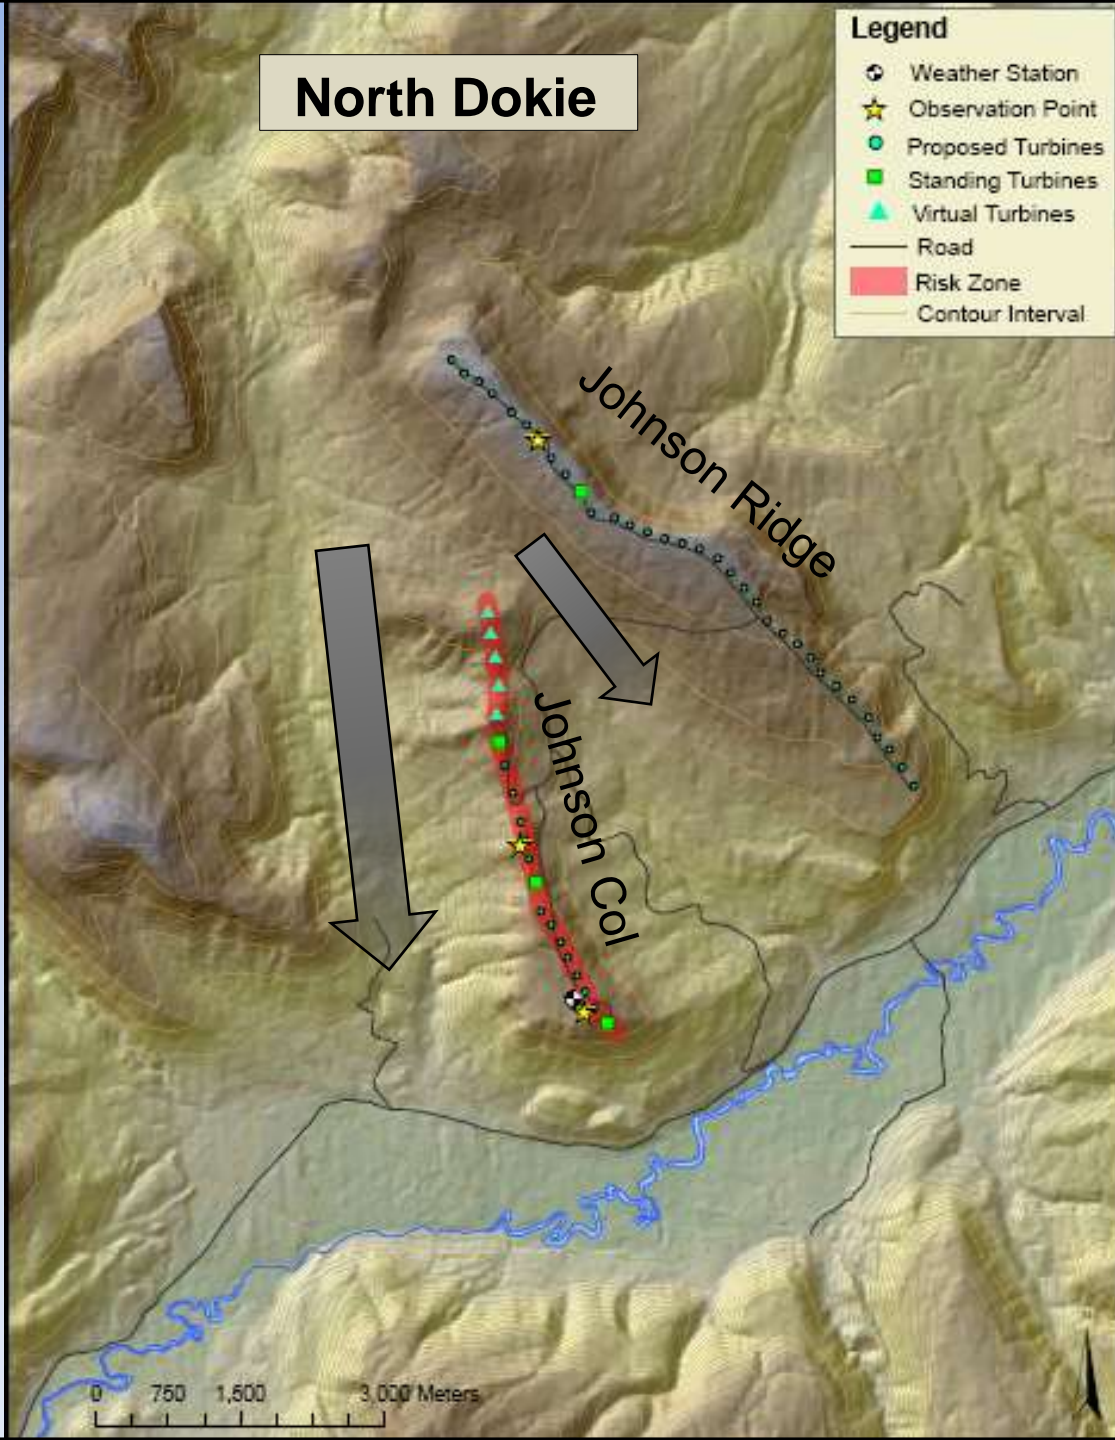 North Dokie
Legend
Weather Station
Observation Point
Proposed Turbines
Standing Turbines
Virtual Turbines
Road
Risk Zone
Contour Interval
Johnson Ridge
Johnson Col
0 750 1,500 3,000 Meters